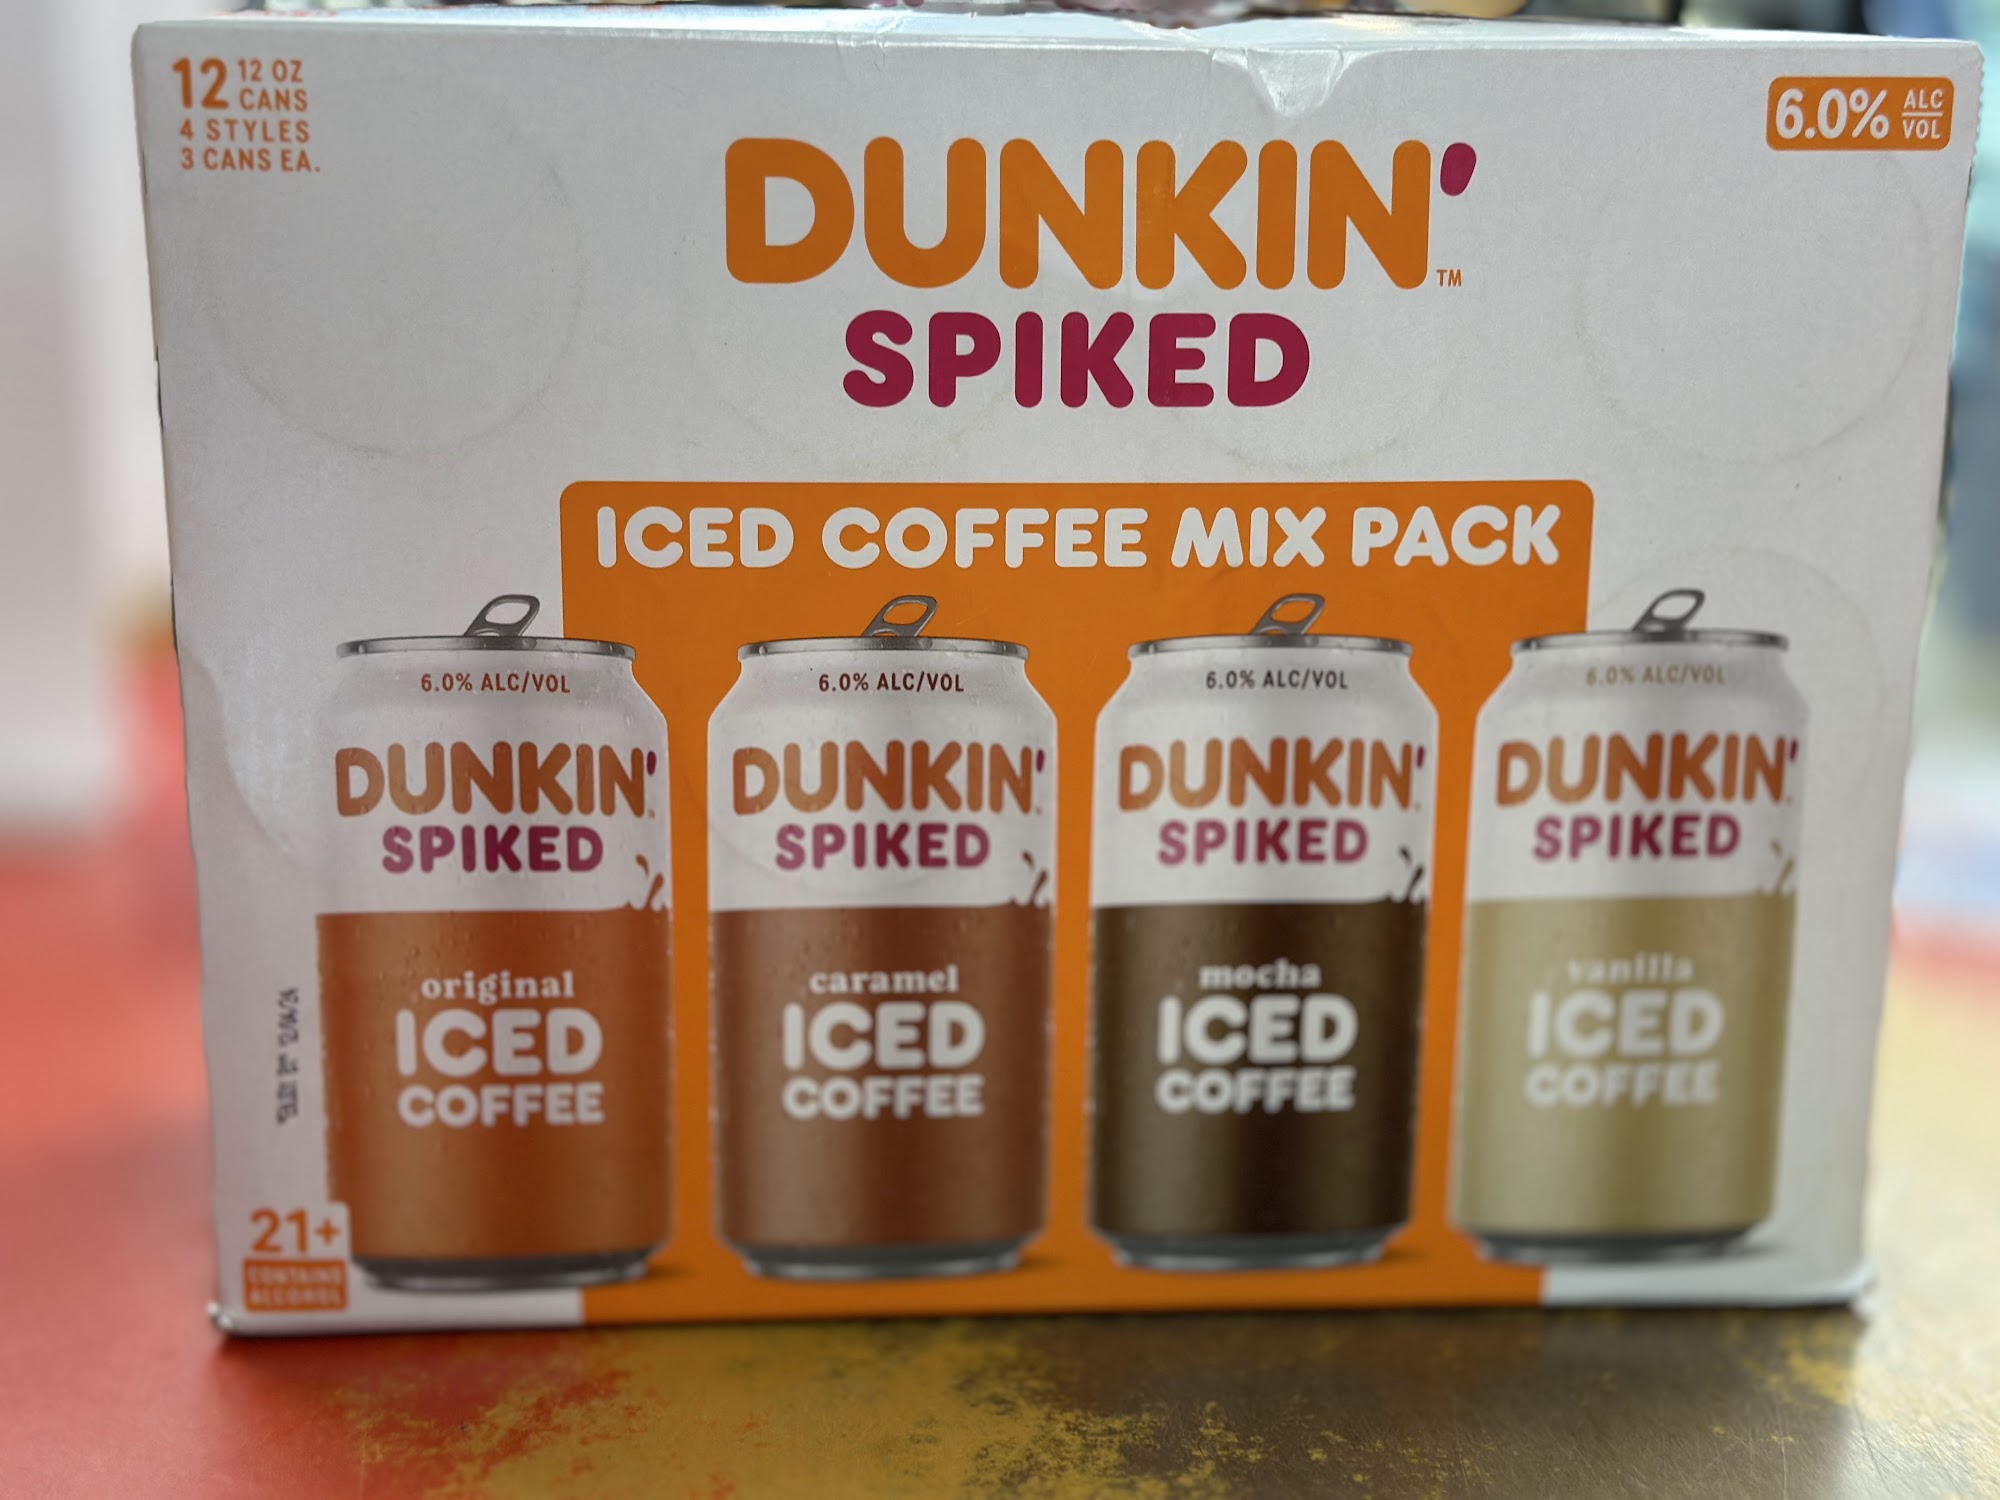 12 12 OZ
CANS
4 STYLES
3 CANS EA.
6.0% ALC
VOL
DUNKIN'™
SPIKED
ICED COFFEE MIX PACK
6.0% ALC/VOL
DUNKIN'
SPIKED
original
ICED
COFFEE
6.0% ALC/VOL
DUNKIN'
SPIKED
caramel
ICED
COFFEE
6.0% ALC/VOL
DUNKIN'
SPIKED
mocha
ICED
COFFEE
6.0% ALC/VOL
DUNKIN'
SPIKED
vanilla
ICED
COFFEE
21+
CONTAINS
ALCOHOL